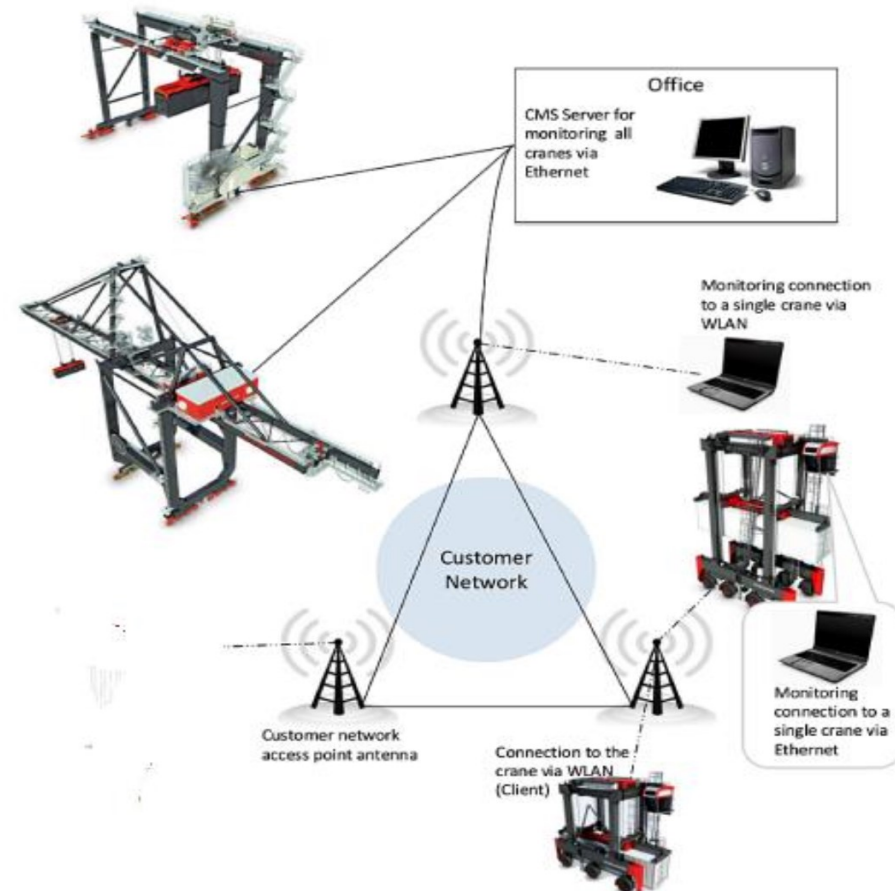 Office
CMS Server for
monitoring all
cranes via
Ethernet
Monitoring connection
to a single crane via
WLAN
Customer
Network
Monitoring
connection to a
single crane via
Ethernet
Customer network
access point antenna
Connection to the
crane via WLAN
(Client)